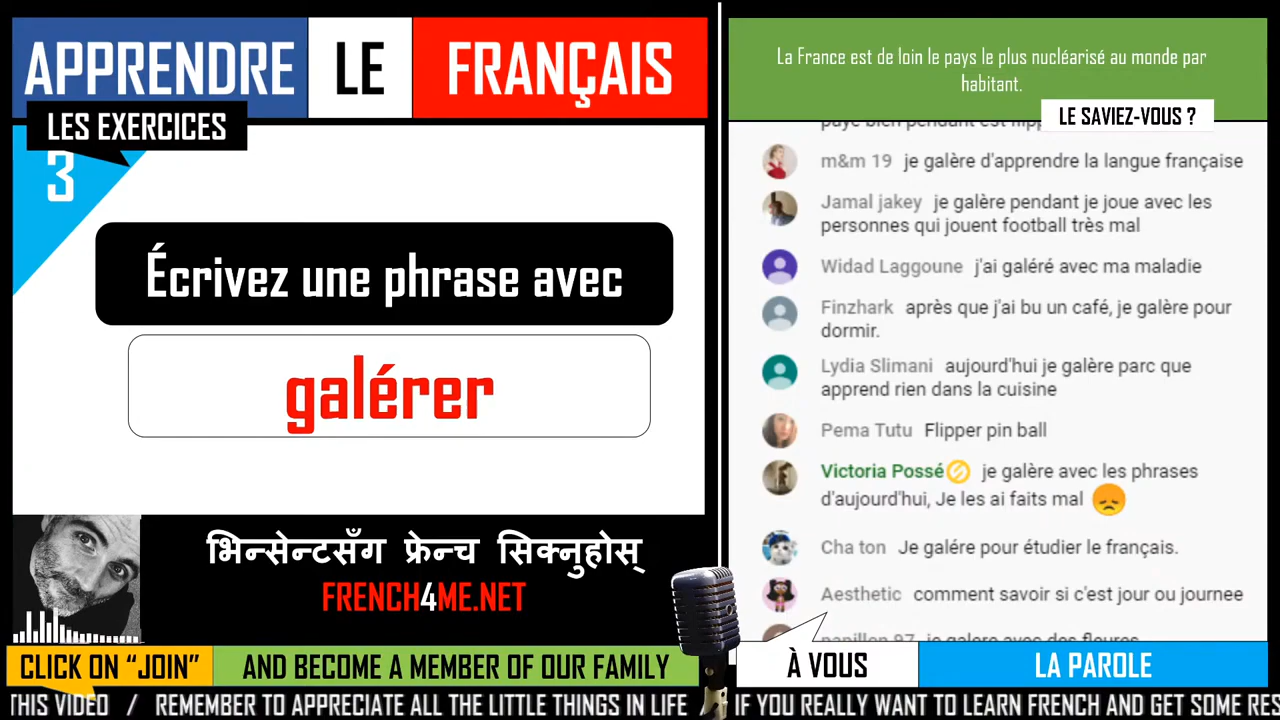 APPRENDRE LE FRANÇAIS
LES EXERCICES
3
Écrivez une phrase avec
galérer
भिन्सेन्टसँग फ्रेन्च सिक्नुहोस्
FRENCH4ME.NET
CLICK ON “JOIN”
AND BECOME A MEMBER OF OUR FAMILY
La France est de loin le pays le plus nucléarisé au monde par
habitant.
LE SAVIEZ-VOUS ?
m&m 19 je galère d'apprendre la langue française
Jamal jakey je galère pendant je joue avec les
personnes qui jouent football très mal
Widad Laggoune j'ai galéré avec ma maladie
Finzhark après que j'ai bu un café, je galère pour
dormir.
Lydia Slimani aujourd'hui je galère parc que
apprend rien dans la cuisine
Pema Tutu Flipper pin ball
Victoria Possé je galère avec les phrases
d'aujourd'hui, Je les ai faits mal
Cha ton Je galére pour étudier le français.
Aesthetic comment savoir si c'est jour ou journee
papillon 97 je galere avec des fleures
À VOUS
LA PAROLE
THIS VIDEO / REMEMBER TO APPRECIATE ALL THE LITTLE THINGS IN LIFE / IF YOU REALLY WANT TO LEARN FRENCH AND GET SOME RES